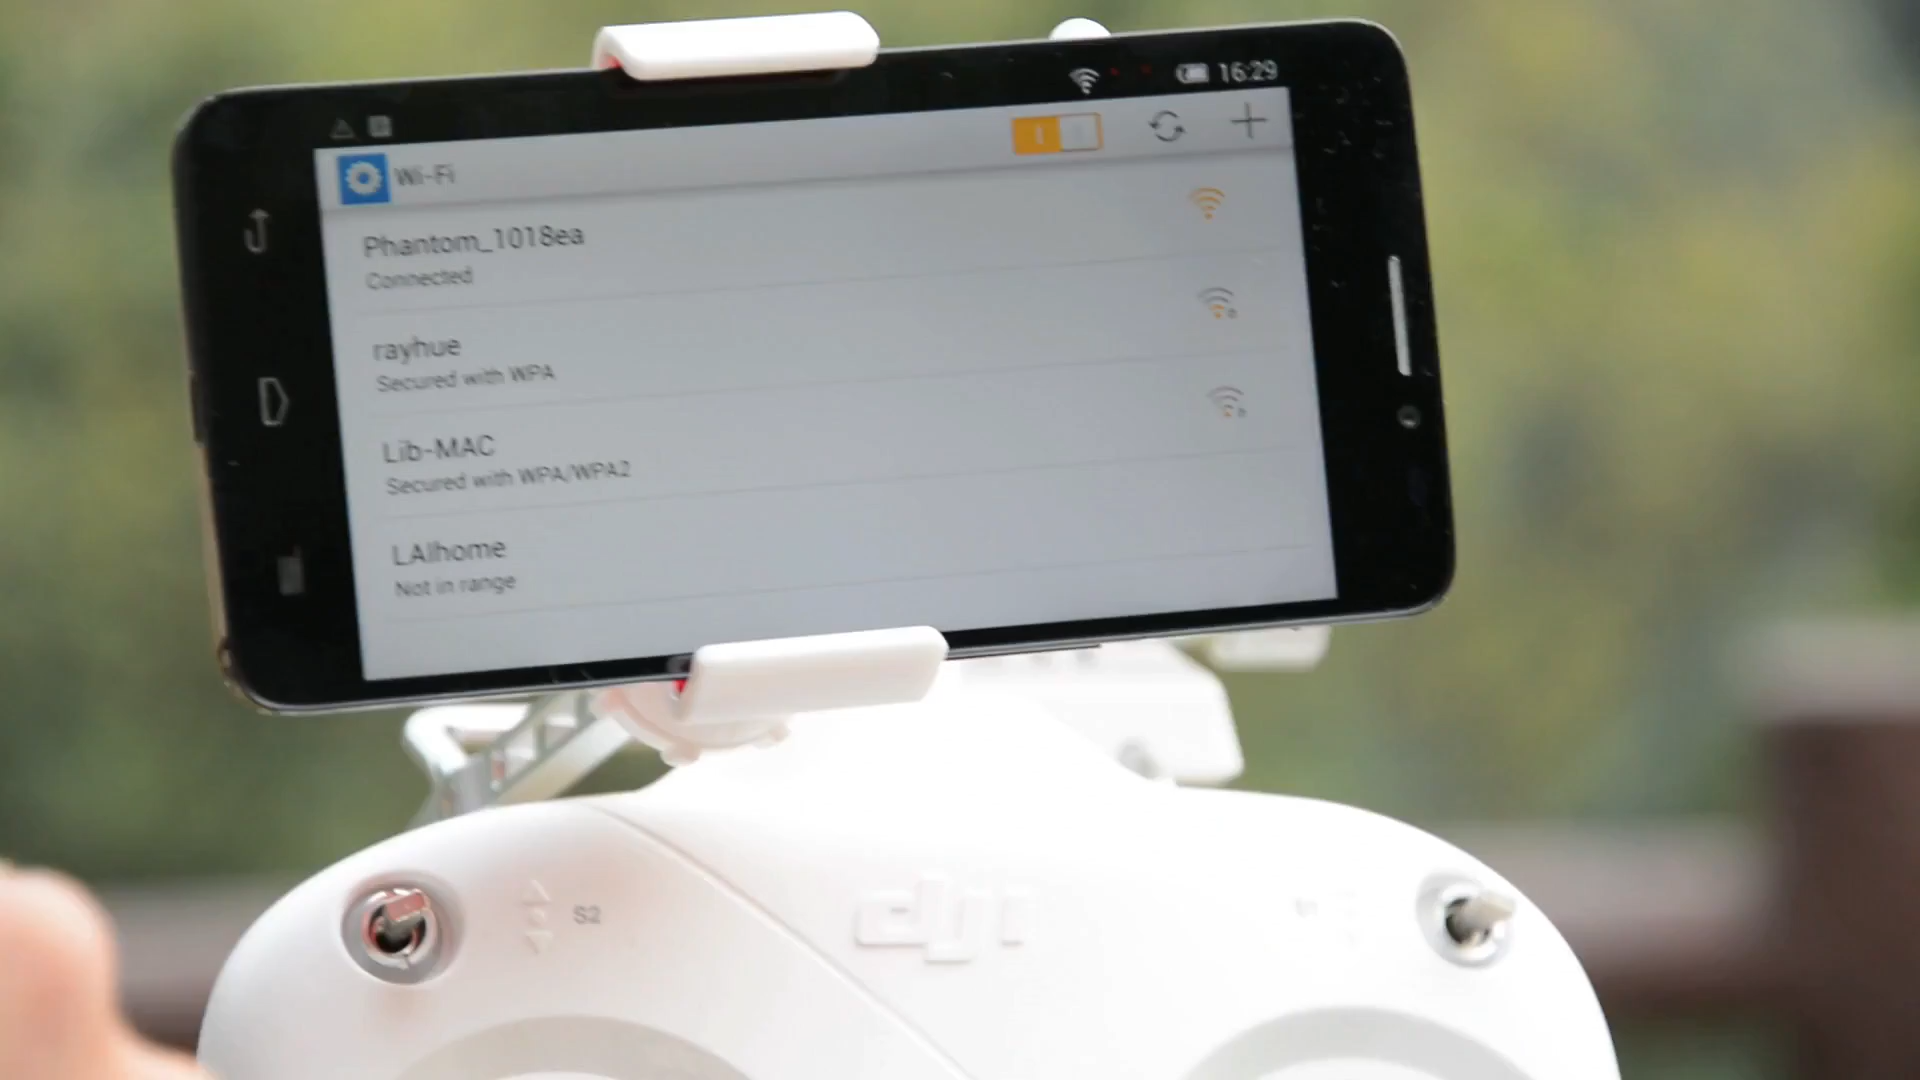 16:29
Wi-Fi
Phantom_1018ea
Connected
rayhue
Secured with WPA
Lib-MAC
Secured with WPA/WPA2
LAIhome
Not in range
S2
dji